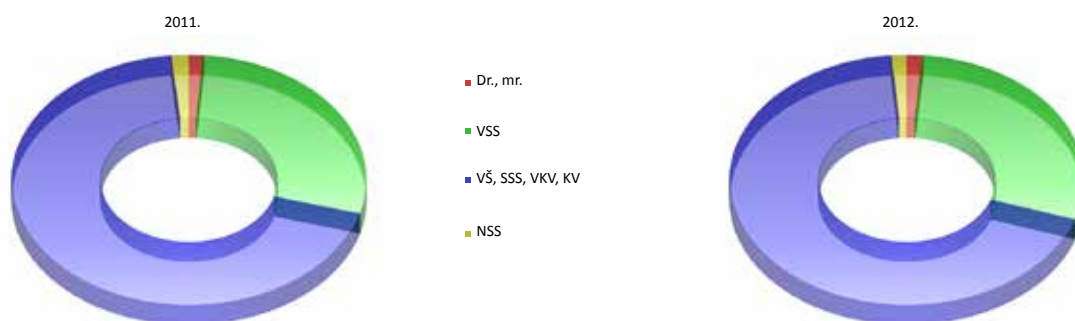 2011.
2012.
Dr., mr.
VSS
VŠ, SSS, VKV, KV
NSS